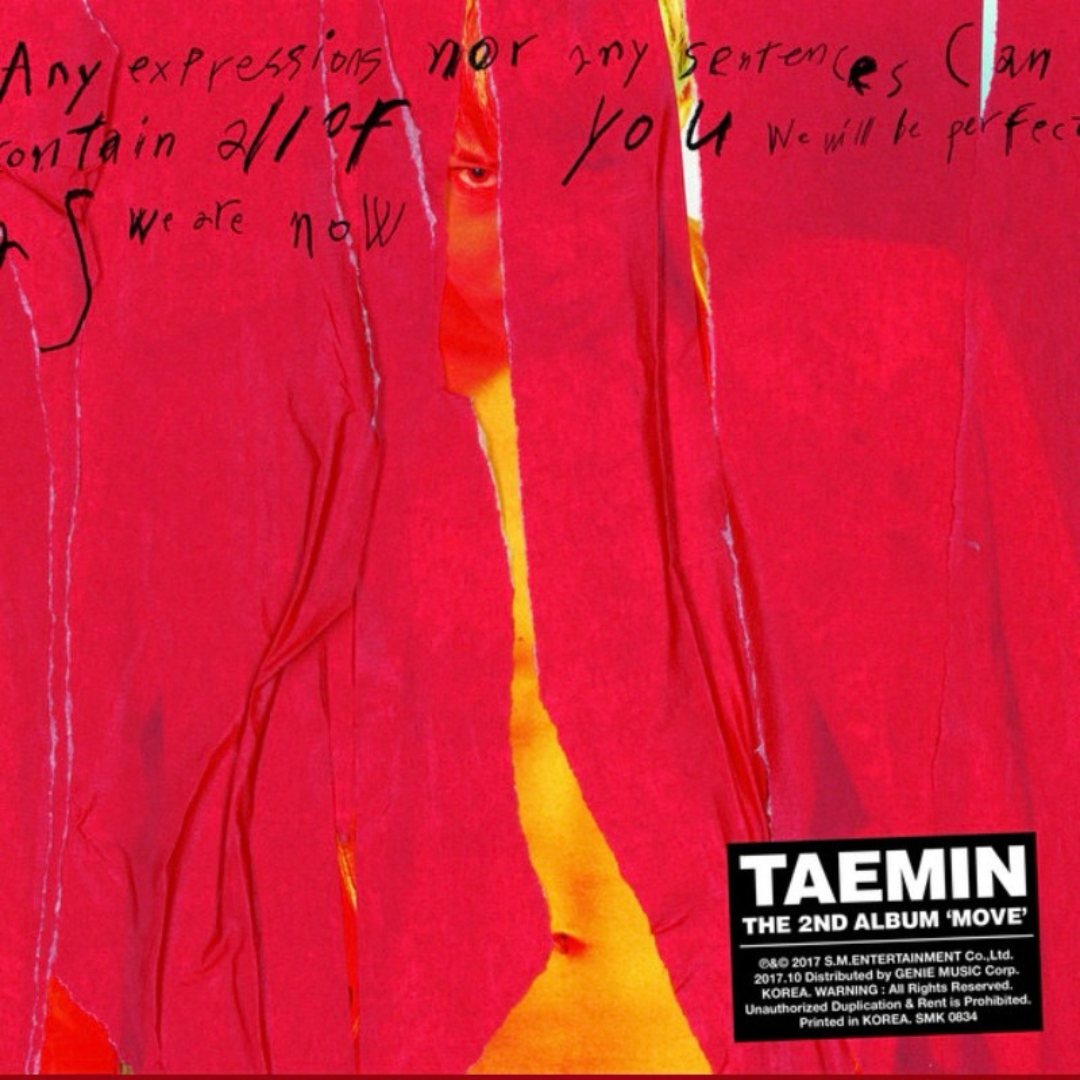 Any expressions nor any sentences Can
contain all of you We will be perfect
as we are now
TAEMIN
THE 2ND ALBUM ‘MOVE’
℗&© 2017 S.M.ENTERTAINMENT Co.,Ltd.
2017.10 Distributed by GENIE MUSIC Corp.
KOREA. WARNING : All Rights Reserved.
Unauthorized Duplication & Rent is Prohibited.
Printed in KOREA. SMK 0834